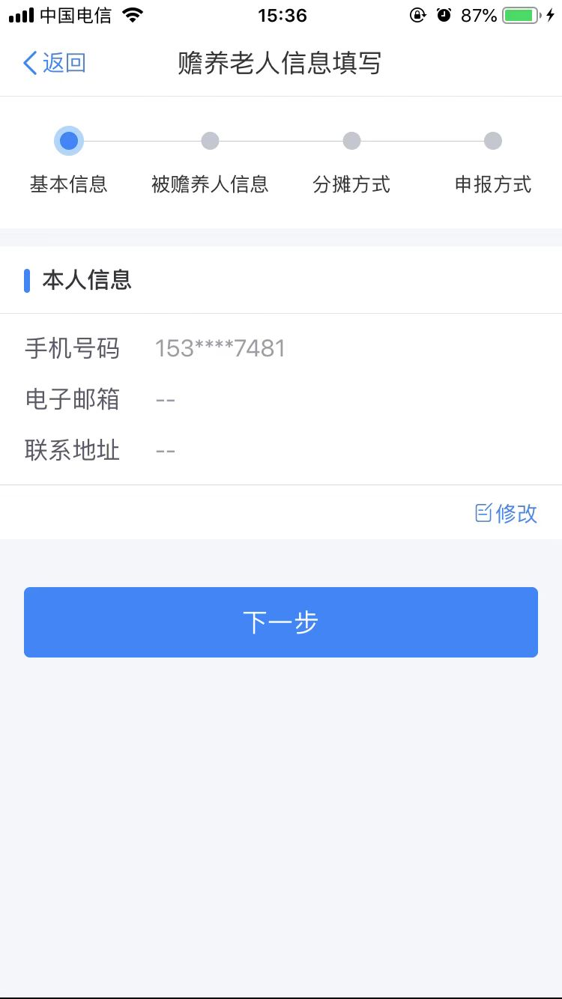 中国电信 15:36 87%
返回 赡养老人信息填写
基本信息 被赡养人信息 分摊方式 申报方式
本人信息
手机号码 153****7481
电子邮箱 --
联系地址 --
修改
下一步